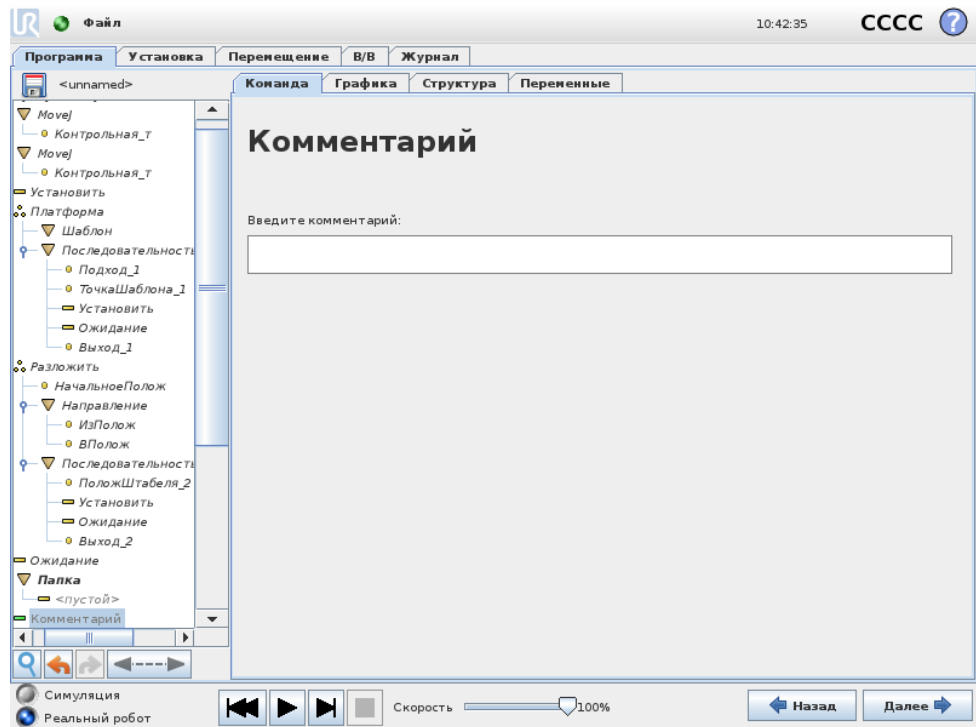 UR Файл 10:42:35 CCCC ?
Программа Установка Перемещение В/В Журнал
<unnamed> Команда Графика Структура Переменные
MoveJ
Контрольная_т
MoveJ
Контрольная_т
Установить
Платформа
Шаблон
Последовательность
Подход_1
ТочкаШаблона_1
Установить
Ожидание
Выход_1
Разложить
НачальноеПолож
Направление
ИзПолож
ВПолож
Последовательность
ПоложШтабеля_2
Установить
Ожидание
Выход_2
Ожидание
Папка
<пустой>
Комментарий
Комментарий
Введите комментарий:
Симуляция
Реальный робот
Скорость 100%
Назад Далее